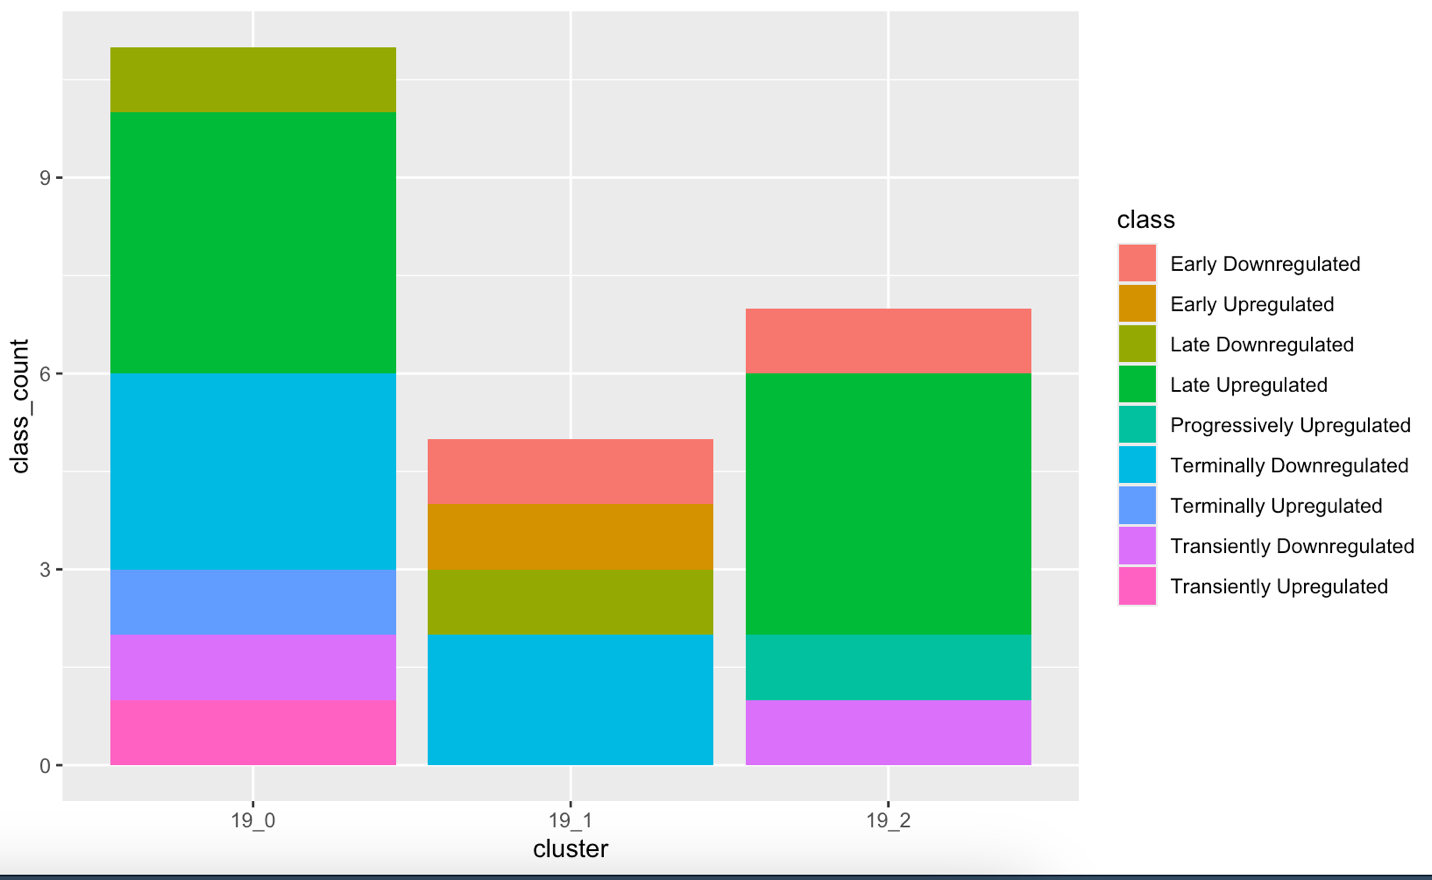 class_count
9
6
3
0
19_0
19_1
19_2
cluster
class
Early Downregulated
Early Upregulated
Late Downregulated
Late Upregulated
Progressively Upregulated
Terminally Downregulated
Terminally Upregulated
Transiently Downregulated
Transiently Upregulated